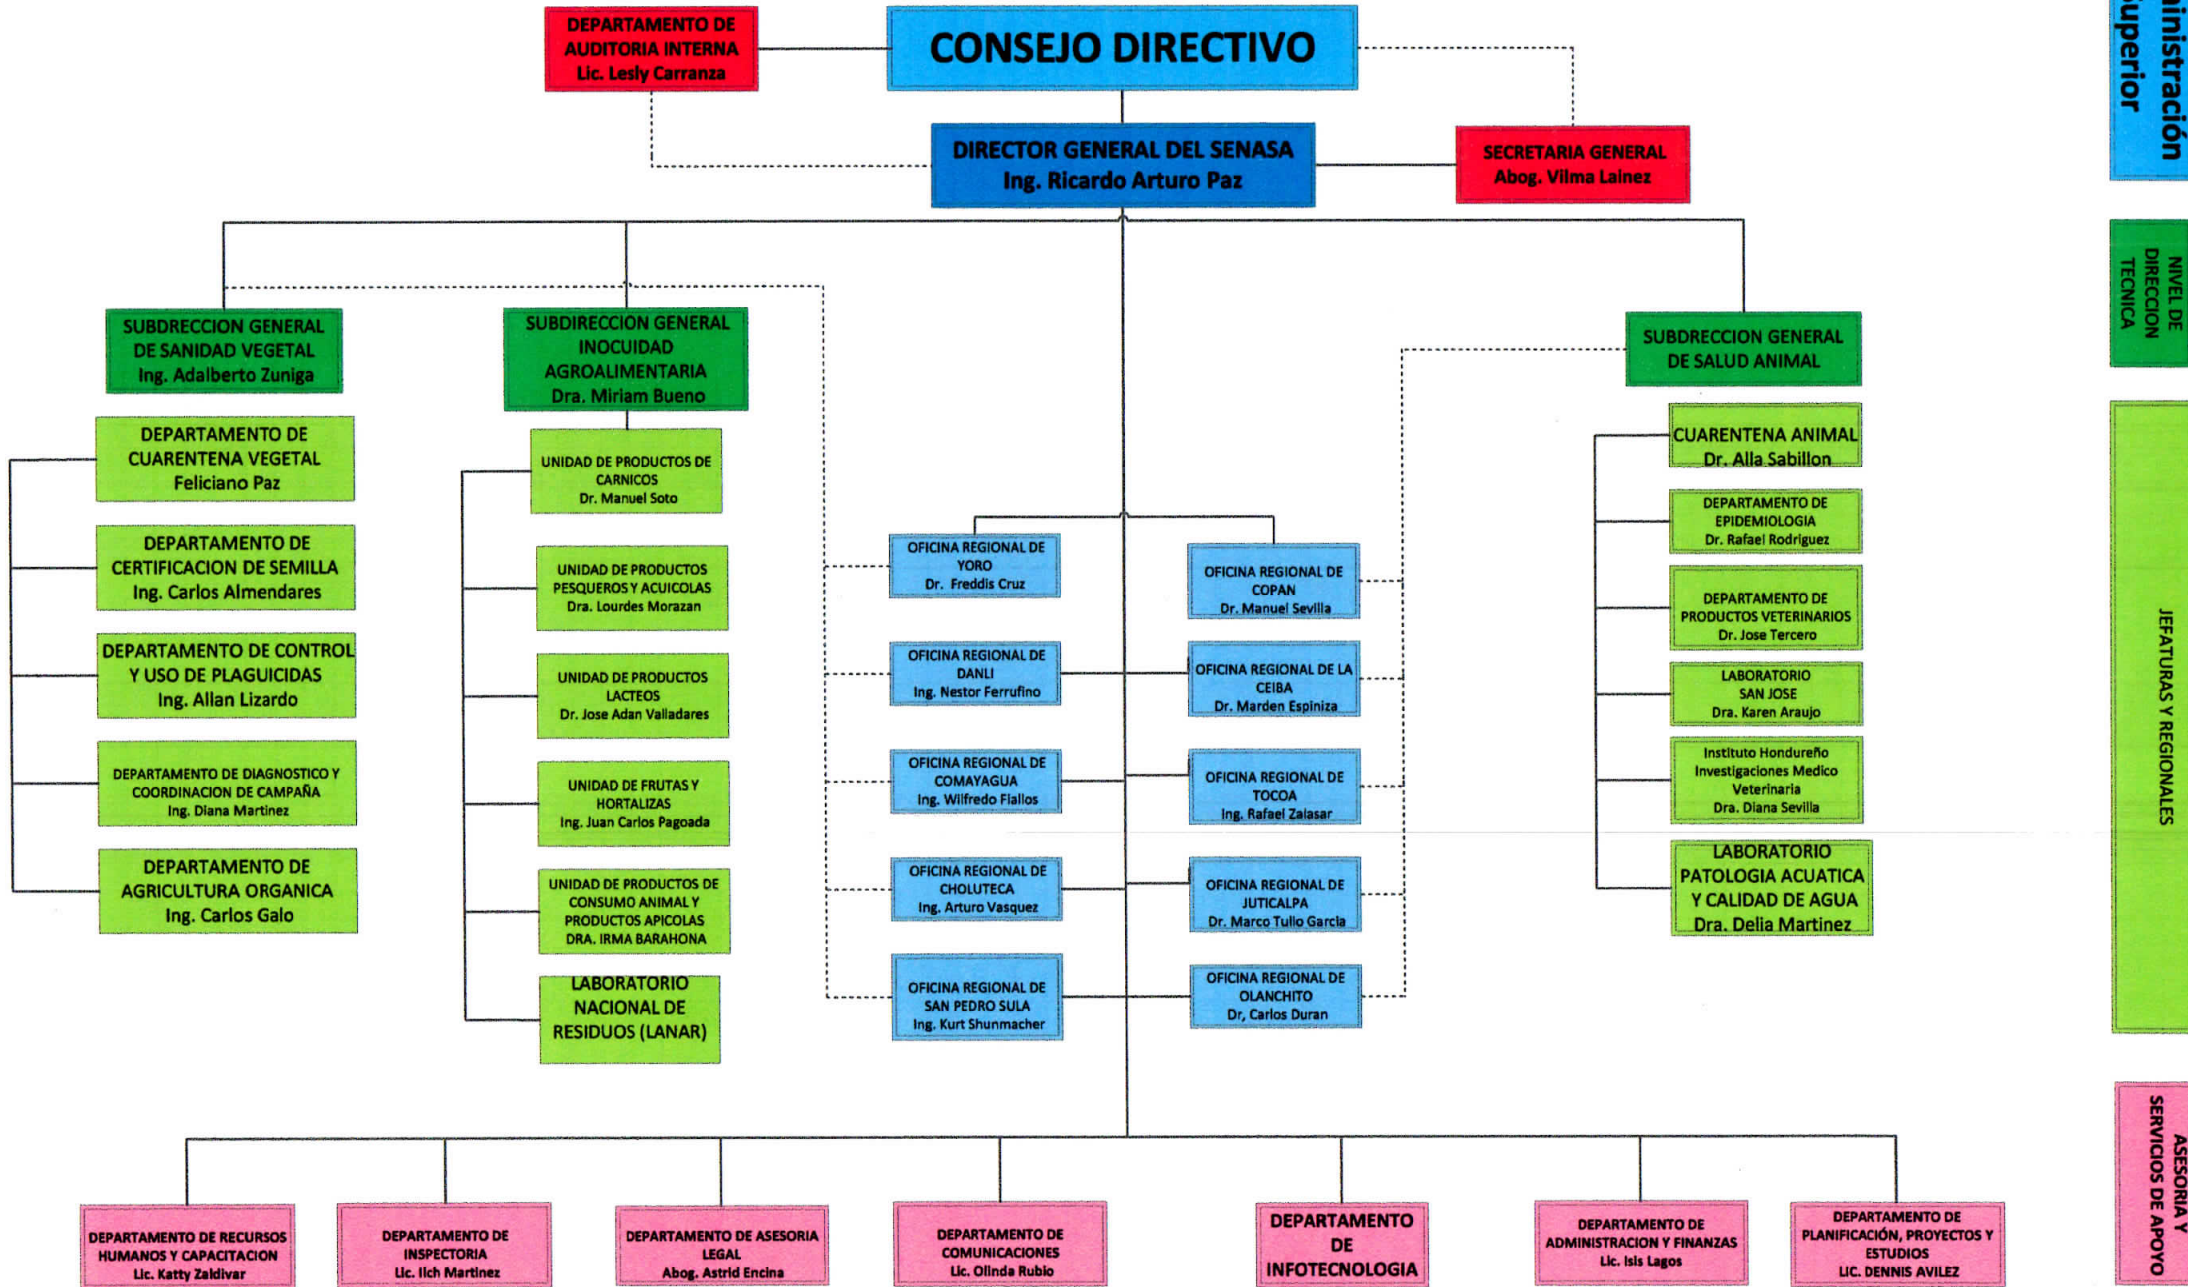 DEPARTAMENTO DE
AUDITORIA INTERNA
Lic. Lesly Carranza
CONSEJO DIRECTIVO
DIRECTOR GENERAL DEL SENASA
Ing. Ricardo Arturo Paz
SECRETARIA GENERAL
Abog. Vilma Lainez
Superior
NIVEL DE
DIRECCION
TECNICA
SUBDRECCION GENERAL
DE SANIDAD VEGETAL
Ing. Adalberto Zuniga
SUBDIRECCION GENERAL
INOCUIDAD
AGROALIMENTARIA
Dra. Miriam Bueno
SUBDRECCION GENERAL
DE SALUD ANIMAL
DEPARTAMENTO DE
CUARENTENA VEGETAL
Feliciano Paz
DEPARTAMENTO DE
CERTIFICACION DE SEMILLA
Ing. Carlos Almendares
DEPARTAMENTO DE CONTROL
Y USO DE PLAGUICIDAS
Ing. Allan Lizardo
DEPARTAMENTO DE DIAGNOSTICO Y
COORDINACION DE CAMPAÑA
Ing. Diana Martinez
DEPARTAMENTO DE
AGRICULTURA ORGANICA
Ing. Carlos Galo
UNIDAD DE PRODUCTOS DE
CARNICOS
Dr. Manuel Soto
UNIDAD DE PRODUCTOS
PESQUEROS Y ACUICOLAS
Dra. Lourdes Morazan
UNIDAD DE PRODUCTOS
LACTEOS
Dr. Jose Adan Valladares
UNIDAD DE FRUTAS Y
HORTALIZAS
Ing. Juan Carlos Pagoada
UNIDAD DE PRODUCTOS DE
CONSUMO ANIMAL Y
PRODUCTOS APICOLAS
DRA. IRMA BARAHONA
LABORATORIO
NACIONAL DE
RESIDUOS (LANAR)
OFICINA REGIONAL DE
YORO
Dr. Freddis Cruz
OFICINA REGIONAL DE
DANLI
Ing. Nestor Ferrufino
OFICINA REGIONAL DE
COMAYAGUA
Ing. Wilfredo Fiallos
OFICINA REGIONAL DE
CHOLUTECA
Ing. Arturo Vasquez
OFICINA REGIONAL DE
SAN PEDRO SULA
Ing. Kurt Shunmacher
OFICINA REGIONAL DE
COPAN
Dr. Manuel Sevilla
OFICINA REGIONAL DE LA
CEIBA
Dr. Marden Espiniza
OFICINA REGIONAL DE
TOCOA
Ing. Rafael Zalasar
OFICINA REGIONAL DE
JUTICALPA
Dr. Marco Tulio Garcia
OFICINA REGIONAL DE
OLANCHITO
Dr, Carlos Duran
CUARENTENA ANIMAL
Dr. Alla Sabillon
DEPARTAMENTO DE
EPIDEMIOLOGIA
Dr. Rafael Rodriguez
DEPARTAMENTO DE
PRODUCTOS VETERINARIOS
Dr. Jose Tercero
LABORATORIO
SAN JOSE
Dra. Karen Araujo
Instituto Hondureño
Investigaciones Medico
Veterinaria
Dra. Diana Sevilla
LABORATORIO
PATOLOGIA ACUATICA
Y CALIDAD DE AGUA
Dra. Delia Martinez
JEFATURAS Y REGIONALES
DEPARTAMENTO DE RECURSOS
HUMANOS Y CAPACITACION
Lic. Katty Zaldivar
DEPARTAMENTO DE
INSPECTORIA
Lic. Ilch Martinez
DEPARTAMENTO DE ASESORIA
LEGAL
Abog. Astrid Encina
DEPARTAMENTO DE
COMUNICACIONES
Lic. Olinda Rubio
DEPARTAMENTO
DE
INFOTECNOLOGIA
DEPARTAMENTO DE
ADMINISTRACION Y FINANZAS
Lic. Isis Lagos
DEPARTAMENTO DE
PLANIFICACIÓN, PROYECTOS Y
ESTUDIOS
LIC. DENNIS AVILEZ
ASESORIA Y
SERVICIOS DE APOYO